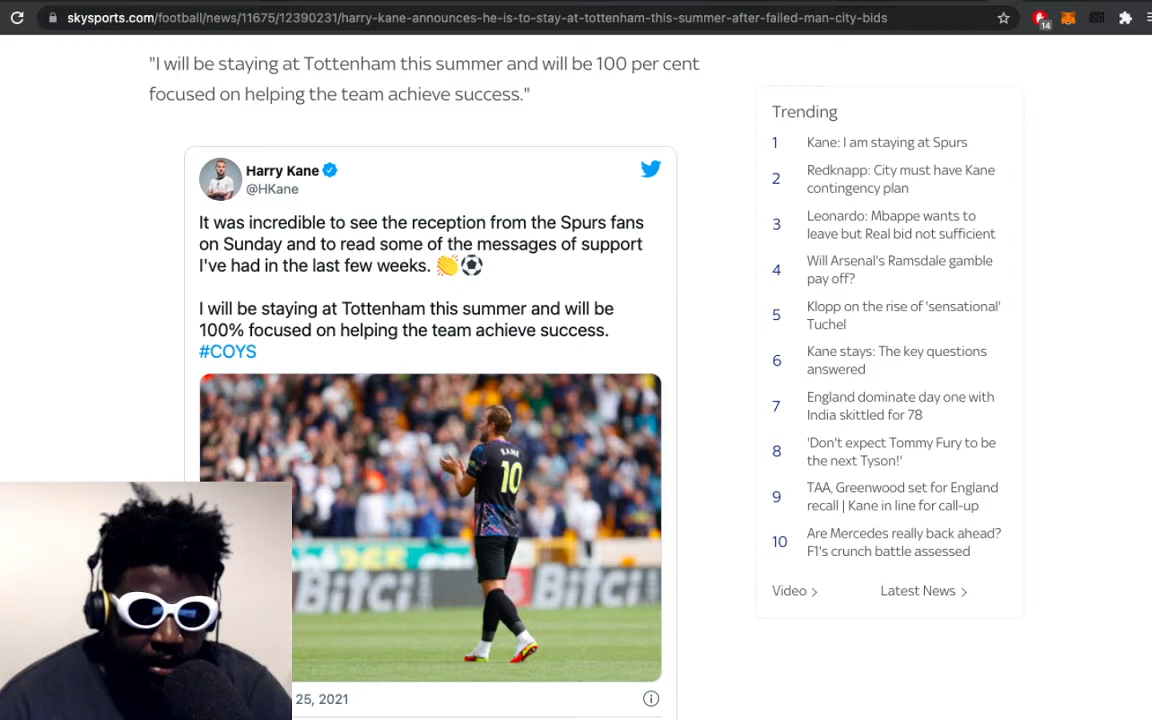 skysports.com/football/news/11675/12390231/harry-kane-announces-he-is-to-stay-at-tottenham-this-summer-after-failed-man-city-bids
14
"I will be staying at Tottenham this summer and will be 100 per cent
focused on helping the team achieve success."
Harry Kane
@HKane
It was incredible to see the reception from the Spurs fans
on Sunday and to read some of the messages of support
I've had in the last few weeks. 👏⚽
I will be staying at Tottenham this summer and will be
100% focused on helping the team achieve success.
#COYS
KANE
10
Bitci
Bitci
25, 2021
Trending
1 Kane: I am staying at Spurs
2 Redknapp: City must have Kane
contingency plan
3 Leonardo: Mbappe wants to
leave but Real bid not sufficient
4 Will Arsenal's Ramsdale gamble
pay off?
5 Klopp on the rise of 'sensational'
Tuchel
6 Kane stays: The key questions
answered
7 England dominate day one with
India skittled for 78
8 'Don't expect Tommy Fury to be
the next Tyson!'
9 TAA, Greenwood set for England
recall | Kane in line for call-up
10 Are Mercedes really back ahead?
F1's crunch battle assessed
Video >
Latest News >